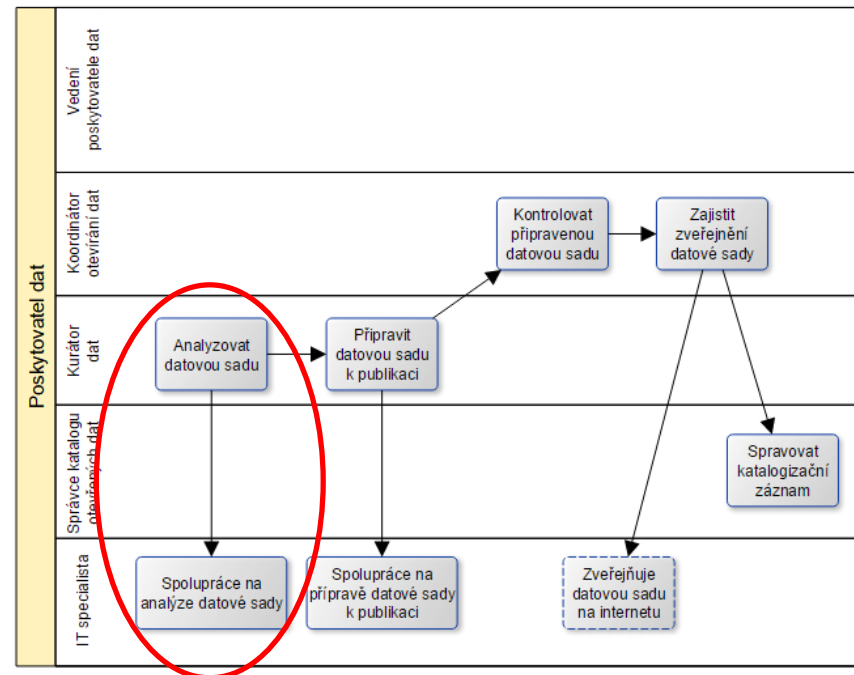 Poskytovatel dat
Vedení
poskytovatele dat
Koordinátor
otevírání dat
Kontrolovat
připravenou
datovou sadu
Zajistit
zveřejnění
datové sady
Kurátor
dat
Analyzovat
datovou sadu
Připravit
datovou sadu
k publikaci
Správce katalogu
otevřených dat
Spravovat
katalogizační
záznam
IT specialista
Spolupráce na
analýze datové sady
Spolupráce na
přípravě datové sady
k publikaci
Zveřejňuje
datovou sadu
na internetu